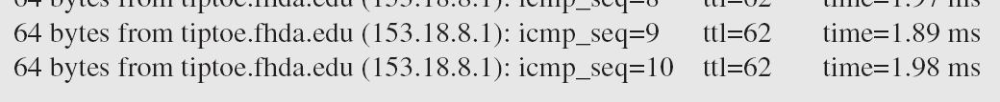 64 bytes from tiptoe.fhda.edu (153.18.8.1): icmp_seq=8 ttl=62 time=1.97 ms
64 bytes from tiptoe.fhda.edu (153.18.8.1): icmp_seq=9 ttl=62 time=1.89 ms
64 bytes from tiptoe.fhda.edu (153.18.8.1): icmp_seq=10 ttl=62 time=1.98 ms